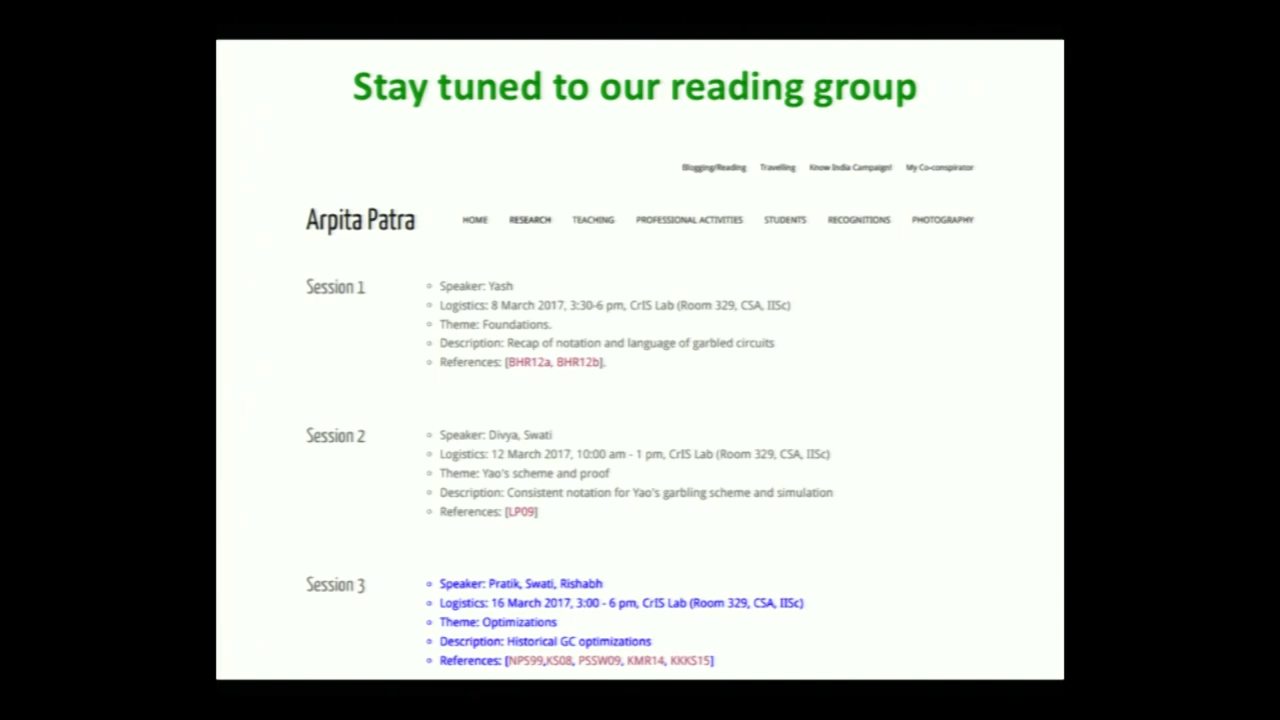 Stay tuned to our reading group
Blogging/Reading Travelling Know India Campaign! My Co-conspirator
Arpita Patra HOME RESEARCH TEACHING PROFESSIONAL ACTIVITIES STUDENTS RECOGNITIONS PHOTOGRAPHY
Session 1
Speaker: Yash
Logistics: 8 March 2017, 3:30-6 pm, CrIS Lab (Room 329, CSA, IISc)
Theme: Foundations.
Description: Recap of notation and language of garbled circuits
References: [BHR12a, BHR12b].
Session 2
Speaker: Divya, Swati
Logistics: 12 March 2017, 10:00 am - 1 pm, CrIS Lab (Room 329, CSA, IISc)
Theme: Yao's scheme and proof
Description: Consistent notation for Yao's garbling scheme and simulation
References: [LP09]
Session 3
Speaker: Pratik, Swati, Rishabh
Logistics: 16 March 2017, 3:00 - 6 pm, CrIS Lab (Room 329, CSA, IISc)
Theme: Optimizations
Description: Historical GC optimizations
References: [NPS99,KS08, PSSW09, KMR14, KKKS15]